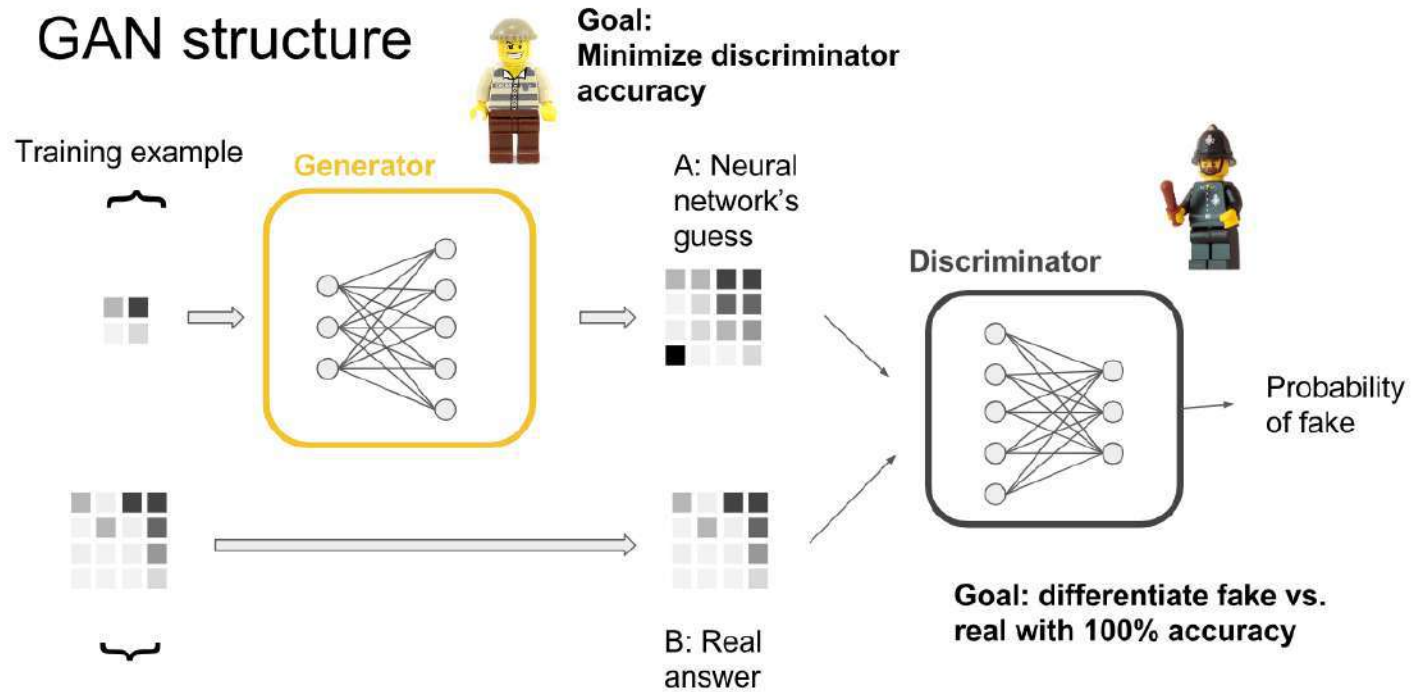 GAN structure
Goal:
Minimize discriminator
accuracy
Training example
Generator
A: Neural
network's
guess
Discriminator
Probability
of fake
Goal: differentiate fake vs.
real with 100% accuracy
B: Real
answer